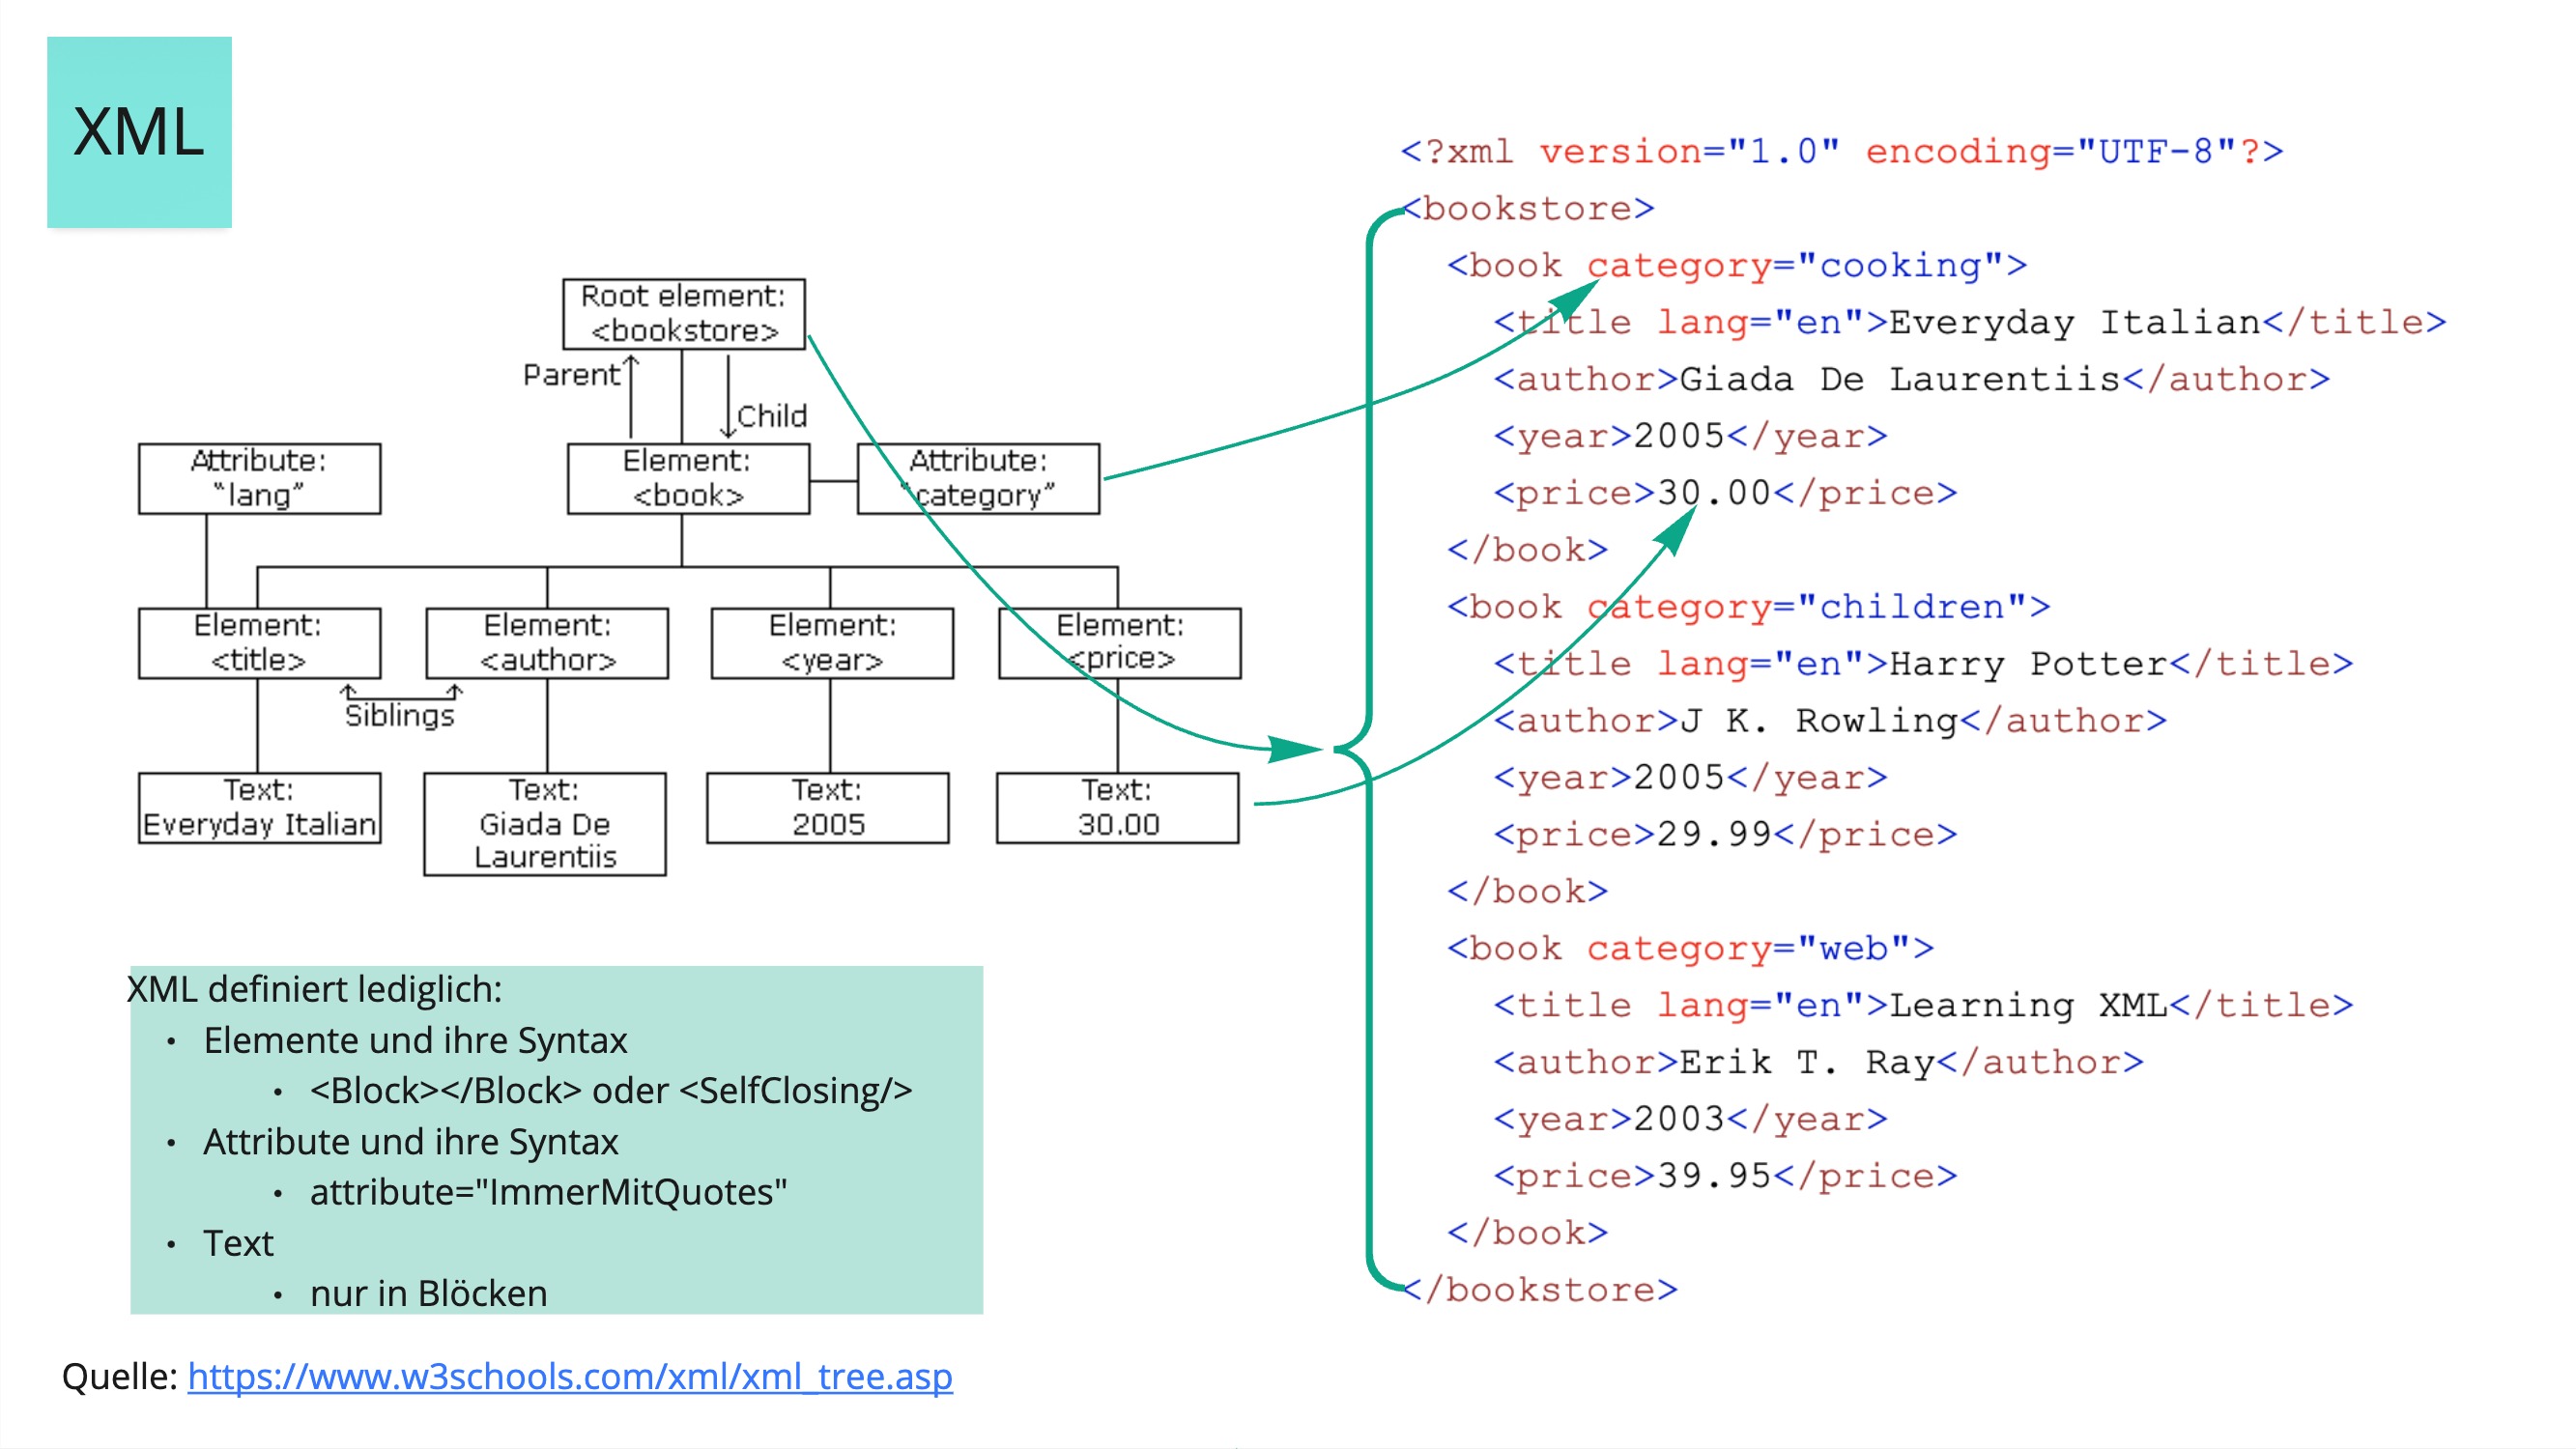 XML
Root element:
<bookstore>
Parent
Child
Attribute:
"lang"
Element:
<book>
Attribute:
"category"
Element:
<title>
Element:
<author>
Element:
<year>
Element:
<price>
Siblings
Text:
Everyday Italian
Text:
Giada De
Laurentiis
Text:
2005
Text:
30.00
XML definiert lediglich:
• Elemente und ihre Syntax
• <Block></Block> oder <SelfClosing/>
• Attribute und ihre Syntax
• attribute="ImmerMitQuotes"
• Text
• nur in Blöcken
Quelle: https://www.w3schools.com/xml/xml_tree.asp
<?xml version="1.0" encoding="UTF-8"?>
<bookstore>
<book category="cooking">
<title lang="en">Everyday Italian</title>
<author>Giada De Laurentiis</author>
<year>2005</year>
<price>30.00</price>
</book>
<book category="children">
<title lang="en">Harry Potter</title>
<author>J K. Rowling</author>
<year>2005</year>
<price>29.99</price>
</book>
<book category="web">
<title lang="en">Learning XML</title>
<author>Erik T. Ray</author>
<year>2003</year>
<price>39.95</price>
</book>
</bookstore>